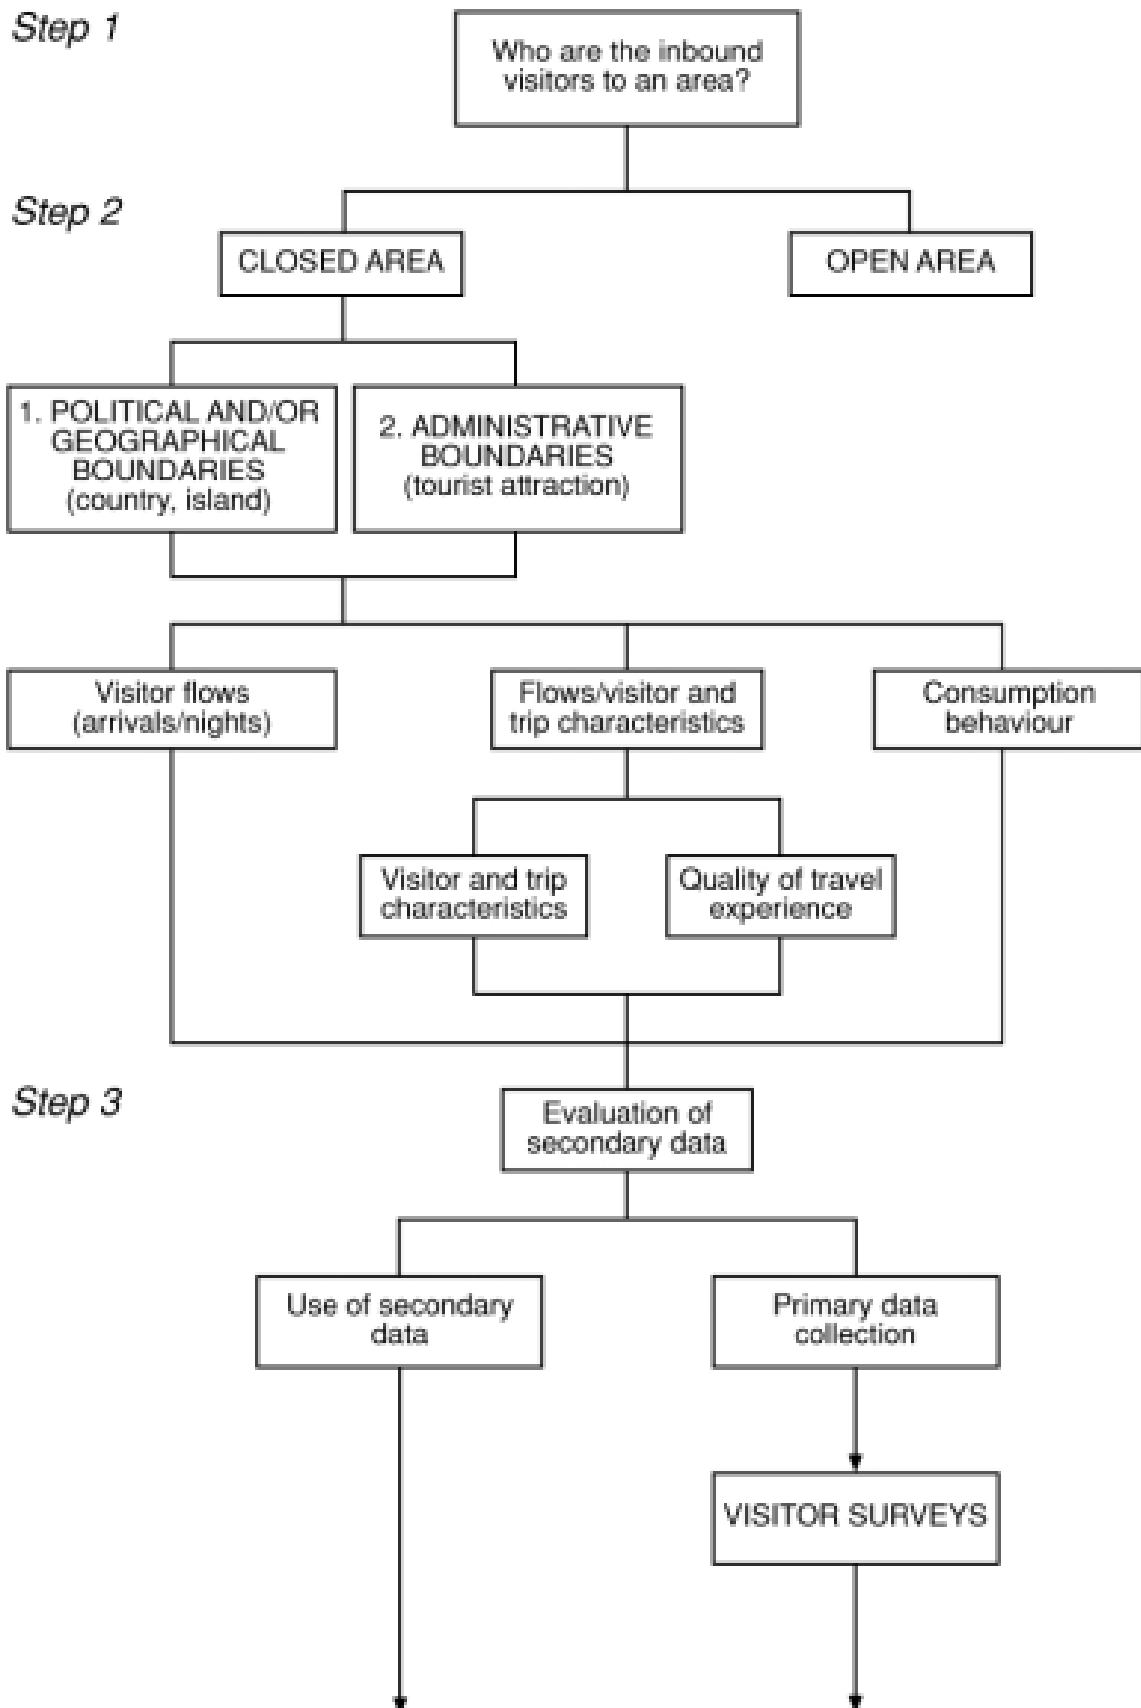 Step 1
Who are the inbound
visitors to an area?
Step 2
CLOSED AREA
OPEN AREA
1. POLITICAL AND/OR
GEOGRAPHICAL
BOUNDARIES
(country, island)
2. ADMINISTRATIVE
BOUNDARIES
(tourist attraction)
Visitor flows
(arrivals/nights)
Flows/visitor and
trip characteristics
Consumption
behaviour
Visitor and trip
characteristics
Quality of travel
experience
Step 3
Evaluation of
secondary data
Use of secondary
data
Primary data
collection
VISITOR SURVEYS